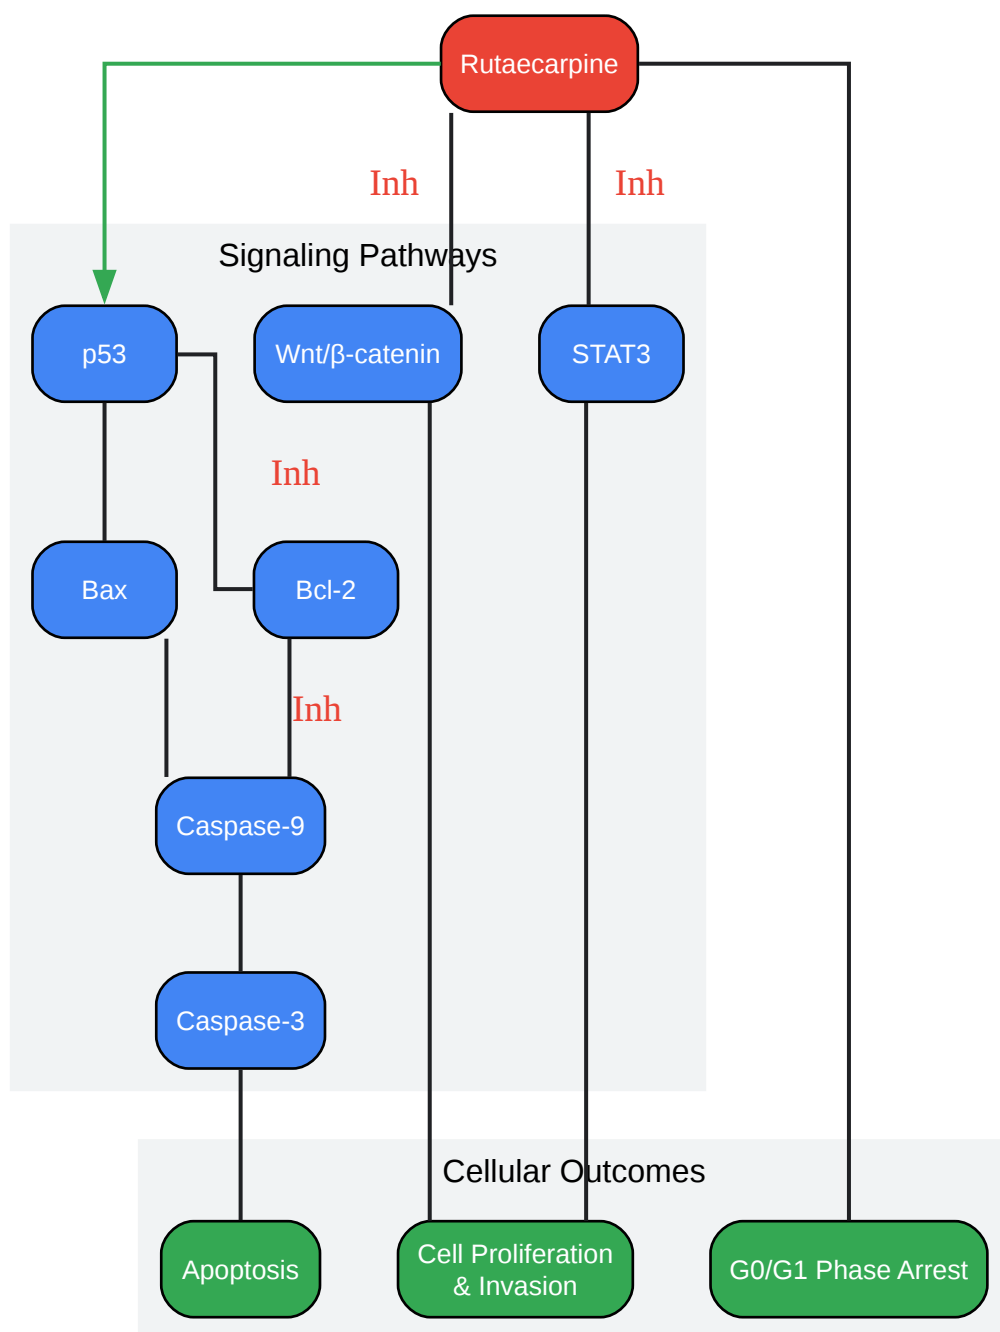 Rutaecarpine
Inh
Inh
Signaling Pathways
p53
Wnt/β-catenin
STAT3
Inh
Bax
Bcl-2
Inh
Caspase-9
Caspase-3
Cellular Outcomes
Apoptosis
Cell Proliferation
& Invasion
G0/G1 Phase Arrest